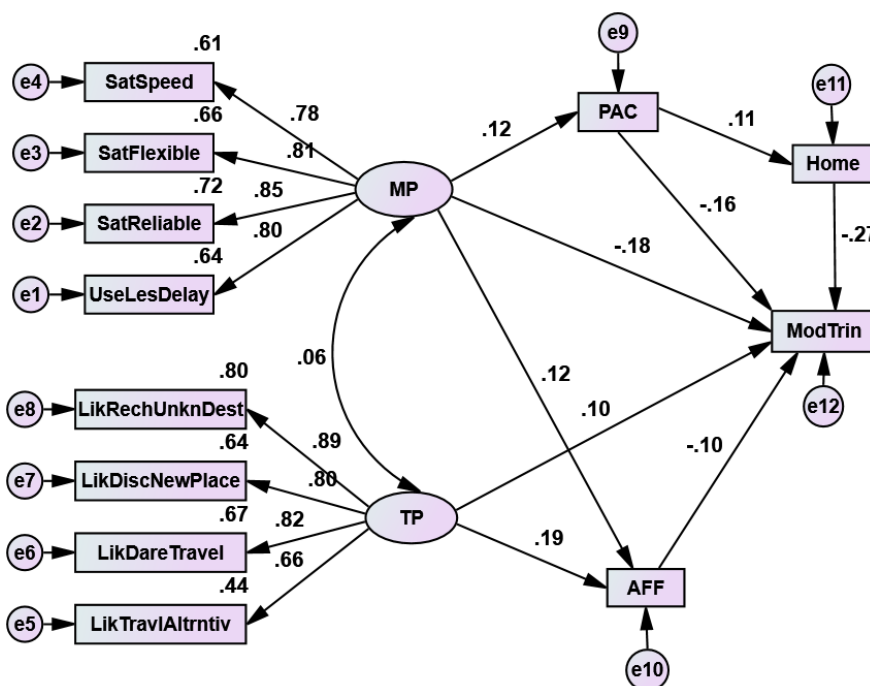 .61
e4
SatSpeed
.78
.66
e3
SatFlexible
.81
.72
e2
SatReliable
.85
.64
e1
UseLesDelay
.80
MP
e9
PAC
.12
.11
e11
Home
-.16
-.27
-.18
ModTrin
e12
.06
.12
.10
-.10
.80
e8
LikRechUnknDest
.89
.64
e7
LikDiscNewPlace
.80
.67
e6
LikDareTravel
.82
.44
e5
LikTravlAltrntiv
.66
TP
.19
AFF
e10